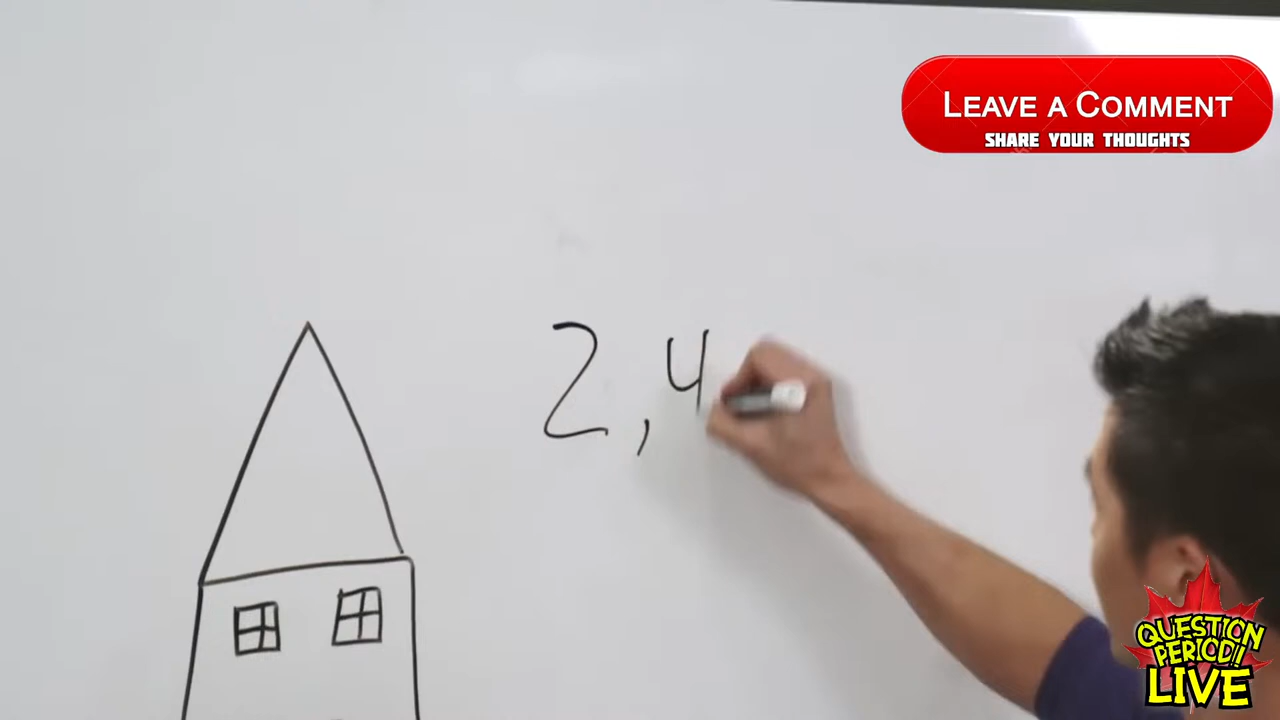 LEAVE A COMMENT
SHARE YOUR THOUGHTS
2,4
QUESTION
PERIOD!!
LIVE